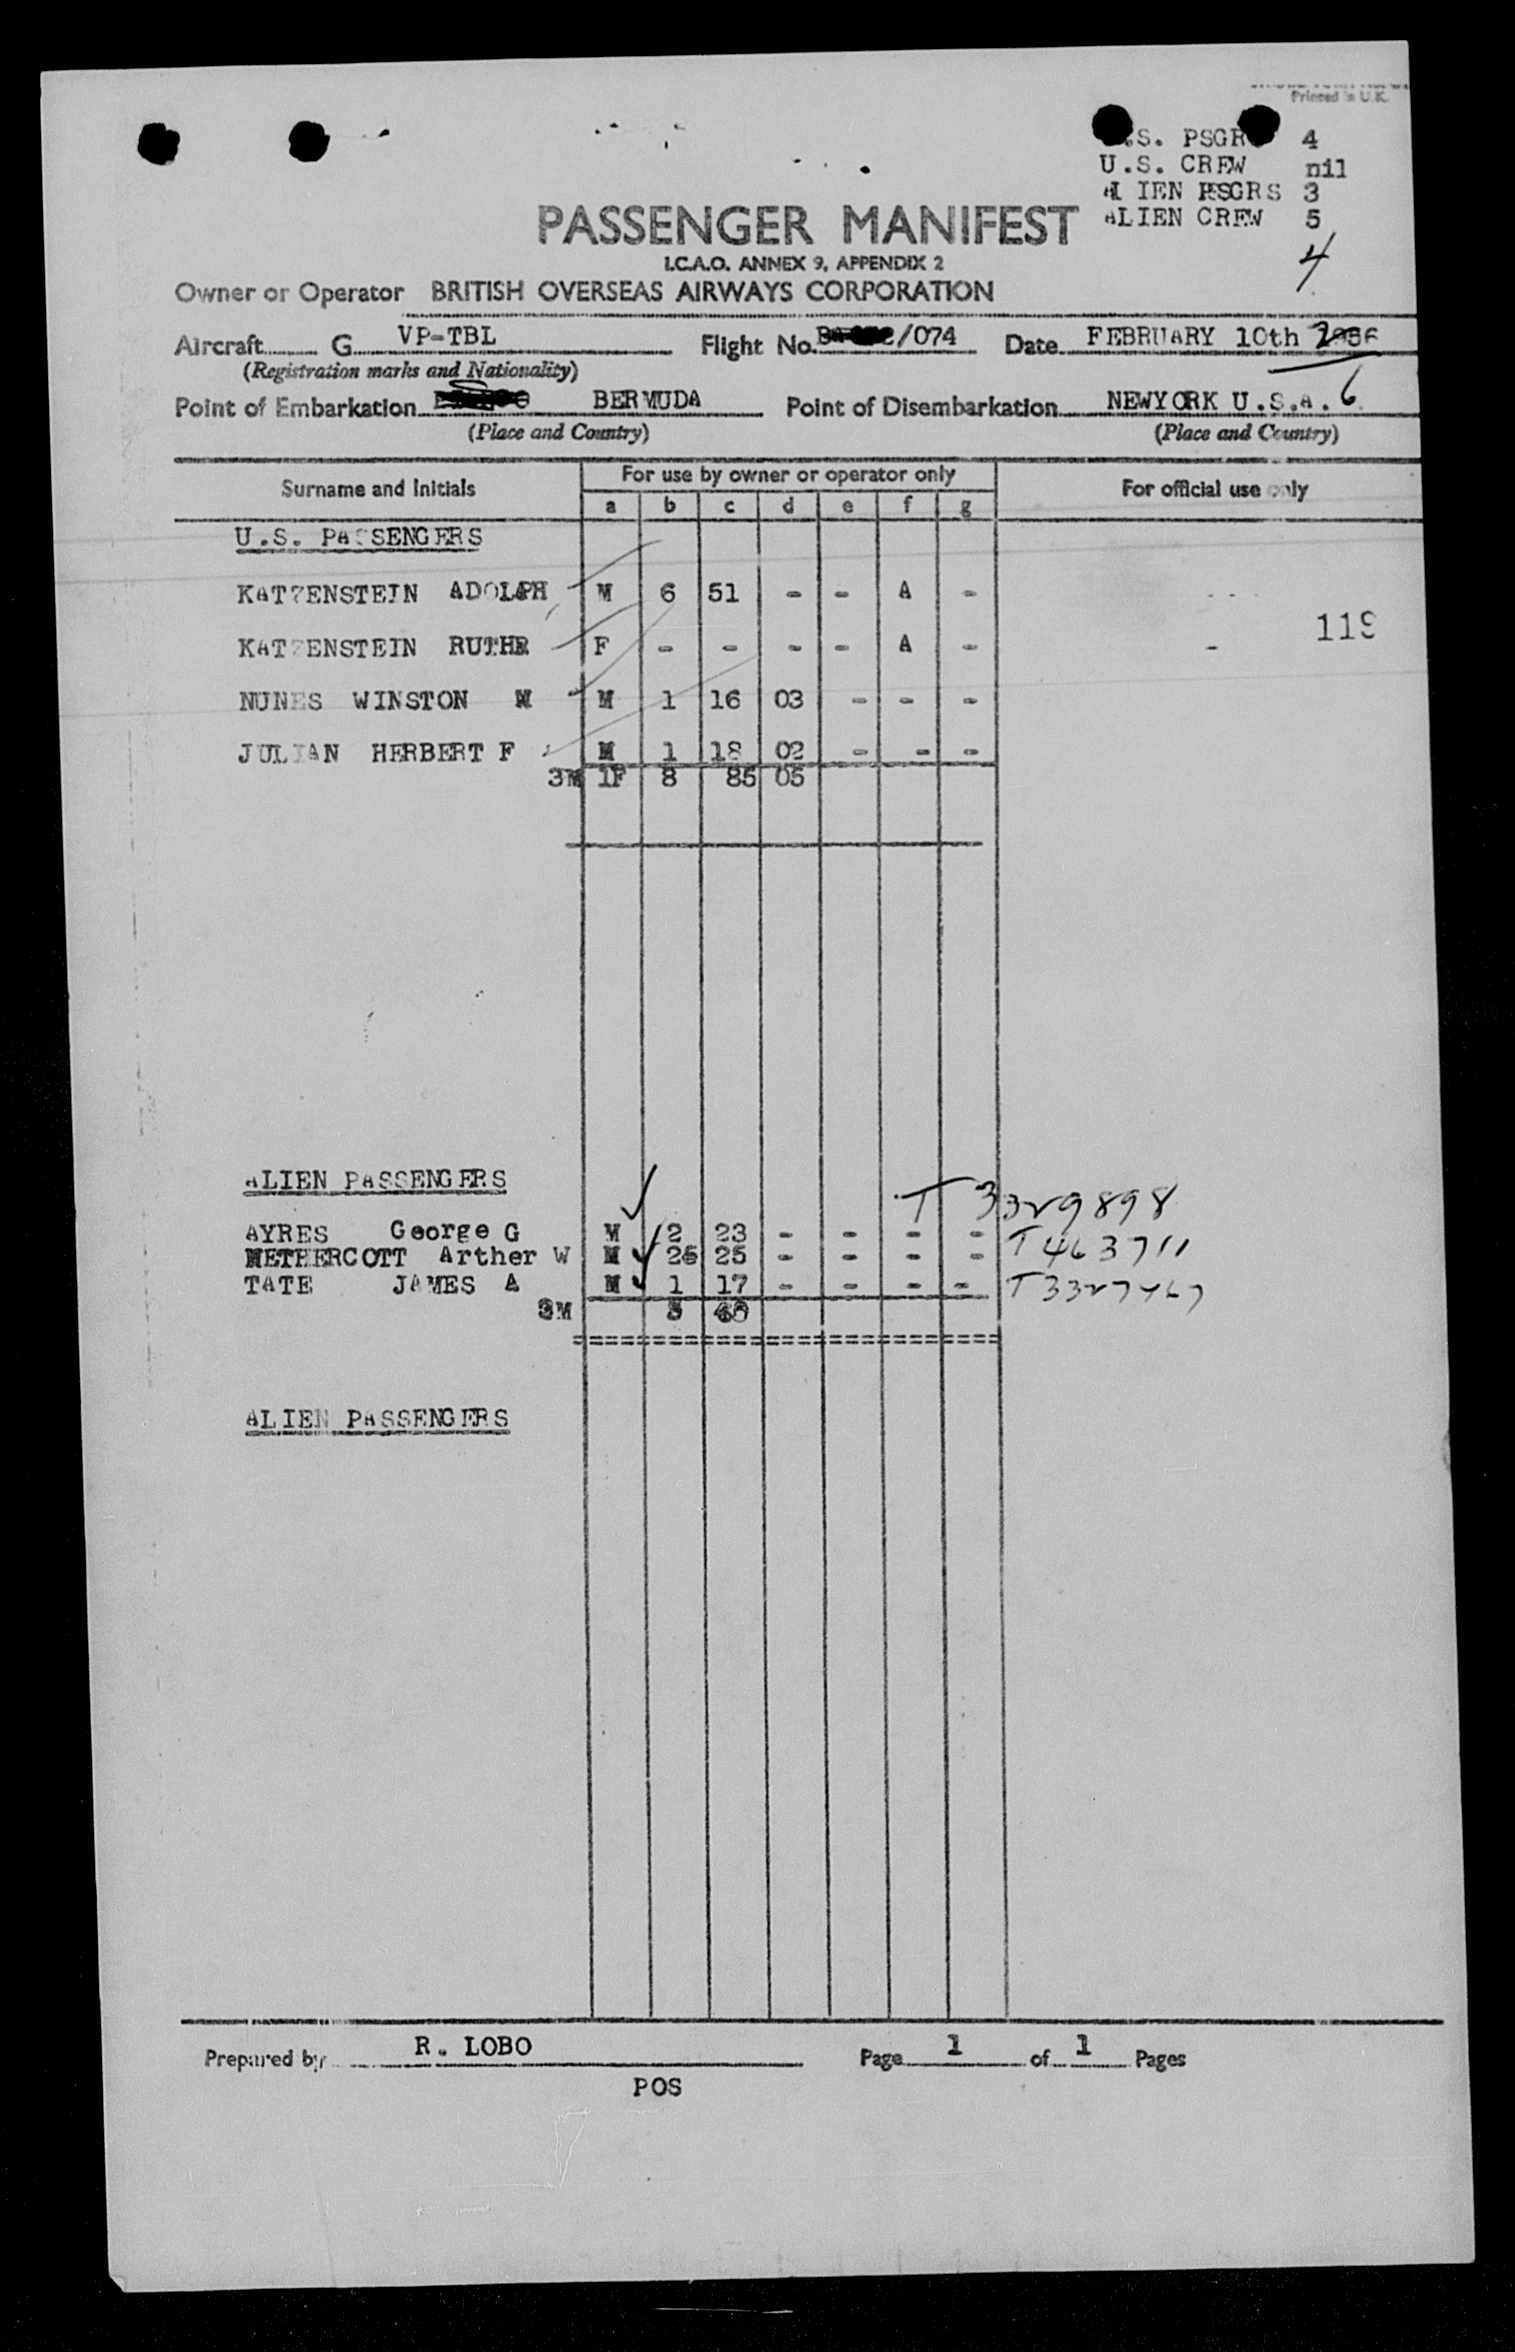 Printed in U.K.
.S. PSGR 4
U.S. CREW nil
ALIEN PSGRS 3
ALIEN CREW 5
4
PASSENGER MANIFEST
I.C.A.O. ANNEX 9, APPENDIX 2
Owner or Operator BRITISH OVERSEAS AIRWAYS CORPORATION
Aircraft G VP-TBL Flight No. /074 Date FEBRUARY 10th
(Registration marks and Nationality)
6
Point of Embarkation BERMUDA Point of Disembarkation NEWYORK U.S.A.
(Place and Country) (Place and Country)
Surname and Initials For use by owner or operator only For official use only
a b c d e f g
U.S. PASSENGERS
KATZENSTEIN ADOLPH M 6 51 - - A -
119
KATZENSTEIN RUTH F - - - - A - -
NUNES WINSTON M 1 16 03 - - -
JULIAN HERBERT F M 1 18 02 - - -
3M 1F 8 85 05
ALIEN PASSENGERS
T 3329898
AYRES George G M 2 23 - - - -
METHERCOTT Arther W M 25 25 - - - - T 463711
TATE JAMES A M 1 17 - - - - T 3327467
3M
ALIEN PASSENGERS
Prepared by R. LOBO Page 1 of 1 Pages
POS